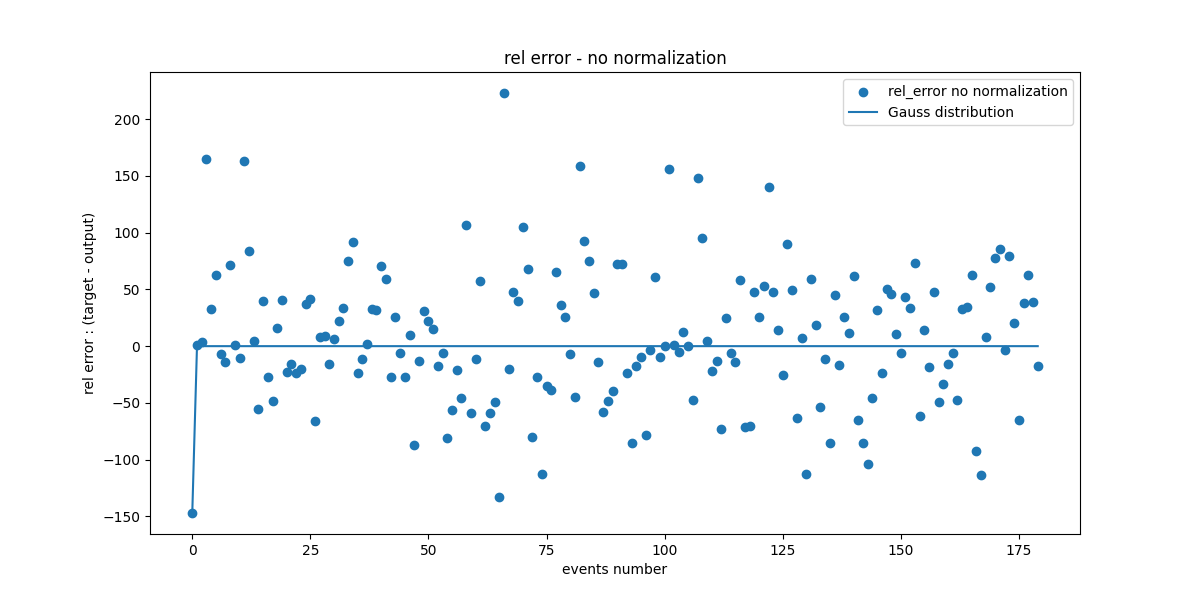 rel error - no normalization
rel_error no normalization
Gauss distribution
rel error : (target - output)
200
150
100
50
0
−50
−100
−150
0 25 50 75 100 125 150 175
events number